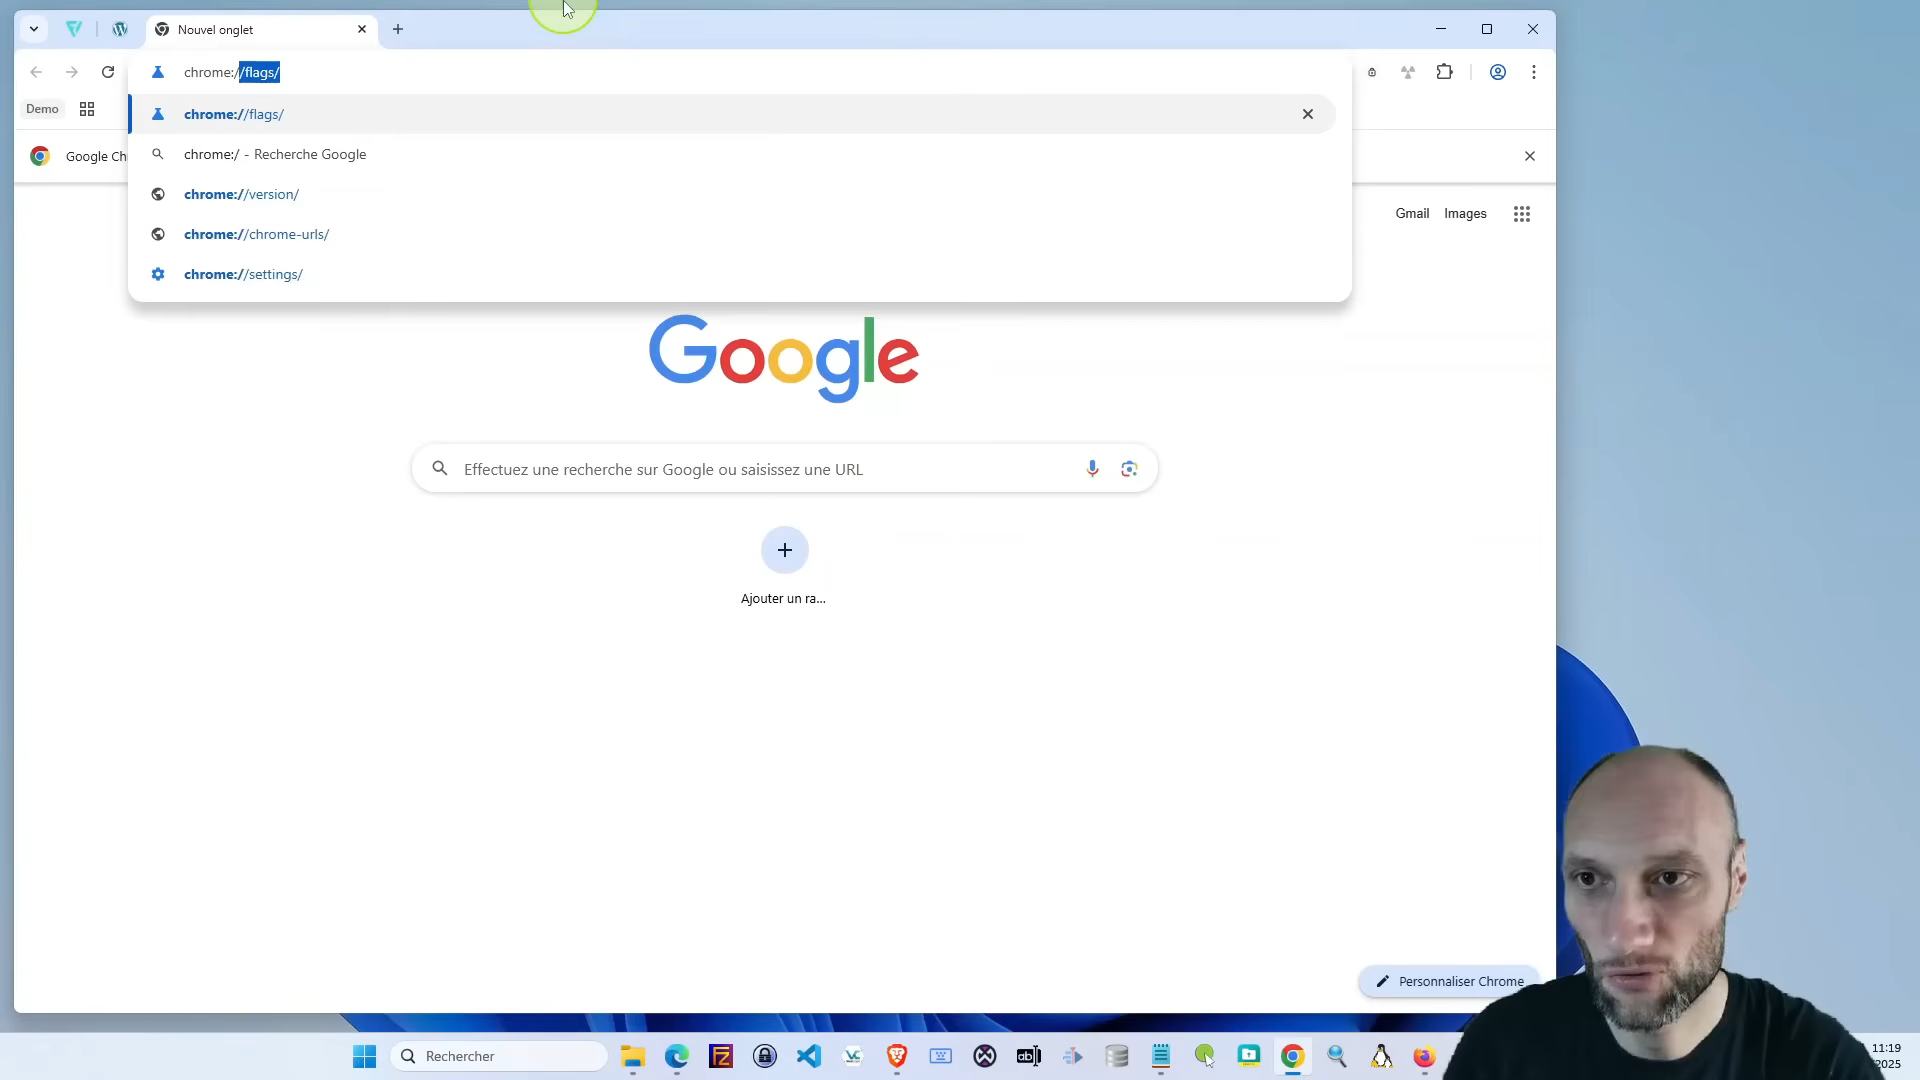 Nouvel onglet
chrome://flags/
Demo
chrome://flags/
Google Ch
chrome:/ - Recherche Google
chrome://version/
chrome://chrome-urls/
chrome://settings/
Gmail
Images
Google
Effectuez une recherche sur Google ou saisissez une URL
Ajouter un ra...
Personnaliser Chrome
Rechercher
11:19
2025